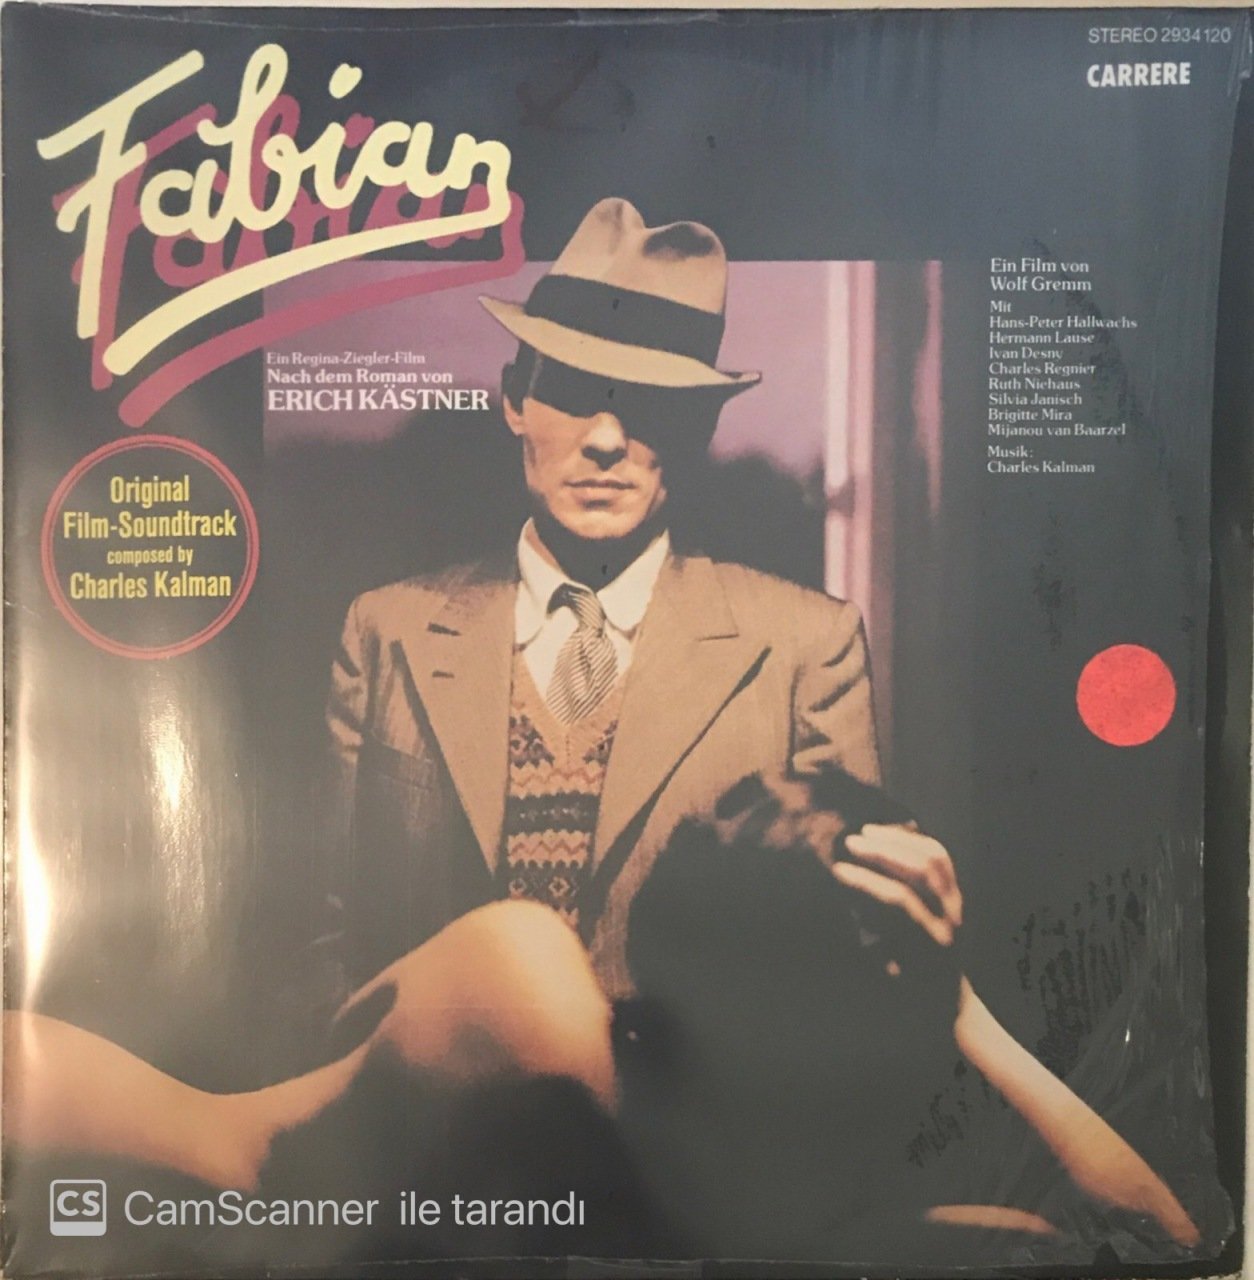 STEREO 2934120
CARRERE
Fabian
Ein Film von
Wolf Gremm
Mit
Hans-Peter Hallwachs
Hermann Lause
Ivan Desny
Charles Regnier
Ruth Niehaus
Silvia Janisch
Brigitte Mira
Mijanou van Baarzel
Musik:
Charles Kalman
Ein Regina-Ziegler-Film
Nach dem Roman von
ERICH KÄSTNER
Original
Film-Soundtrack
composed by
Charles Kalman
CS CamScanner ile tarandı